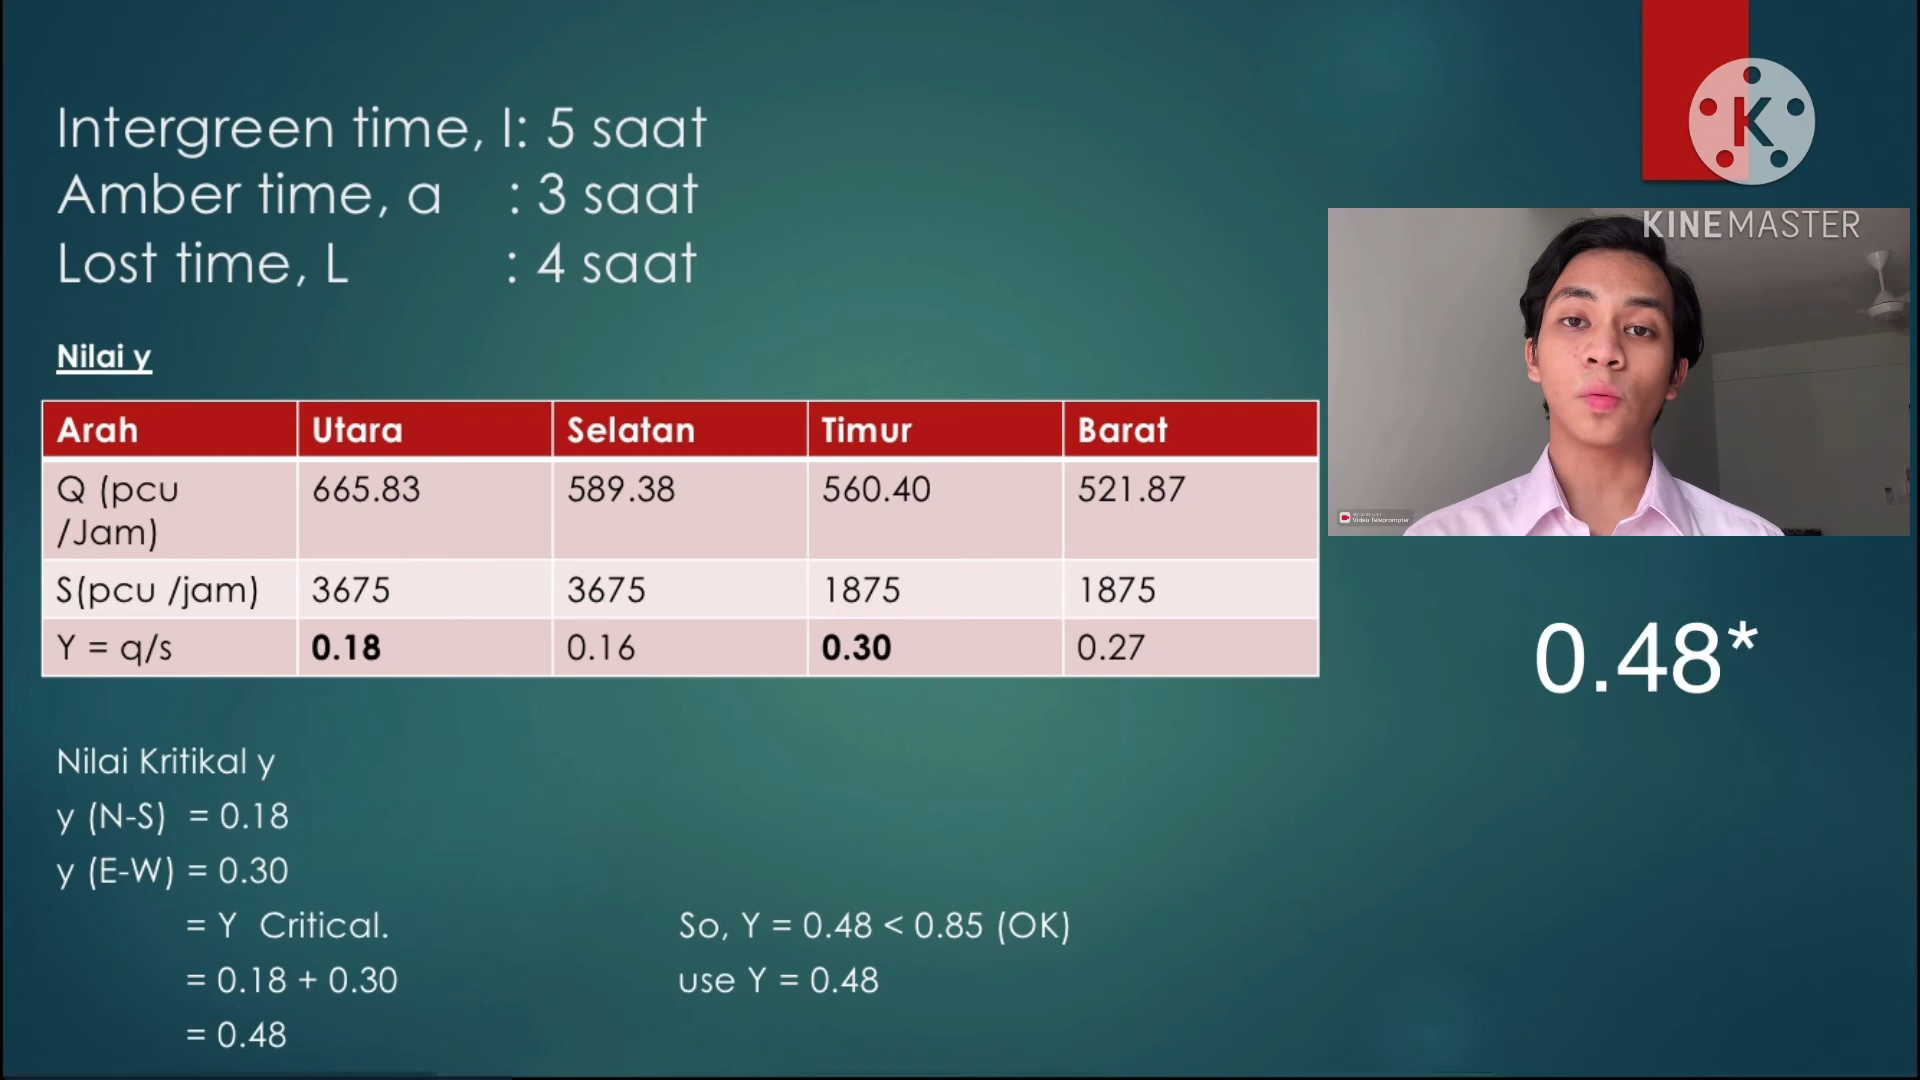 Intergreen time, I: 5 saat
Amber time, a : 3 saat
Lost time, L : 4 saat
K
KINEMASTER
Nilai y
Arah Utara Selatan Timur Barat
Q (pcu /Jam) 665.83 589.38 560.40 521.87
S(pcu /jam) 3675 3675 1875 1875
Y = q/s 0.18 0.16 0.30 0.27
Video Teleprompter
0.48*
Nilai Kritikal y
y (N-S) = 0.18
y (E-W) = 0.30
= Y Critical.
= 0.18 + 0.30
= 0.48
So, Y = 0.48 < 0.85 (OK)
use Y = 0.48